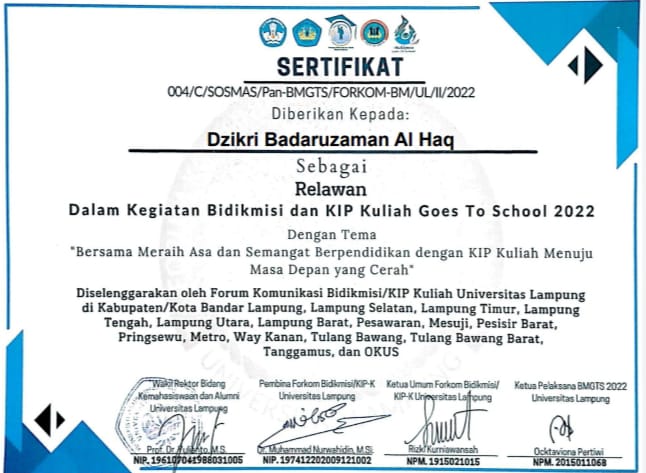 SERTIFIKAT
004/C/SOSMAS/Pan-BMGTS/FORKOM-BM/UL/II/2022
Diberikan Kepada:
Dzikri Badaruzaman Al Haq
Sebagai
Relawan
Dalam Kegiatan Bidikmisi dan KIP Kuliah Goes To School 2022
Dengan Tema
"Bersama Meraih Asa dan Semangat Berpendidikan dengan KIP Kuliah Menuju
Masa Depan yang Cerah"
Diselenggarakan oleh Forum Komunikasi Bidikmisi/KIP Kuliah Universitas Lampung
di Kabupaten/Kota Bandar Lampung, Lampung Selatan, Lampung Timur, Lampung
Tengah, Lampung Utara, Lampung Barat, Pesawaran, Mesuji, Pesisir Barat,
Pringsewu, Metro, Way Kanan, Tulang Bawang, Tulang Bawang Barat,
Tanggamus, dan OKUS
Wakil Rektor Bidang
Kemahasiswaan dan Alumni
Universitas Lampung
Prof. Dr. Yulianto, M.S.
NIP. 196107041988031005
Pembina Forkom Bidikmisi/KIP-K
Universitas Lampung
Dr. Muhammad Nurwahidin, M.Si.
NIP. 197412202009121002
Ketua Umum Forkom Bidikmisi/
KIP-K Universitas Lampung
Rizki Kurniawansah
NPM. 1915021015
Ketua Pelaksana BMGTS 2022
Universitas Lampung
Ocktaviona Pertiwi
NPM. 2015011068